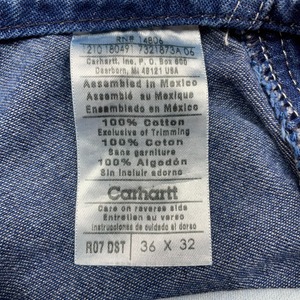 RN# 14806
21018049 7321873A 06
Carhartt, Inc. P.O. Box 600
Dearborn, MI 48121 USA
Assembled in Mexico
Assemblé au Mexique
Ensamblado en México
100% Cotton
Exclusive of Trimming
100% Coton
Sans garniture
100% Algodón
Sin incluir adorno
Carhartt
Care on reverse side
Entretien au verso
Instrucciones de cuidado al dorso
R07 DST 36 X 32